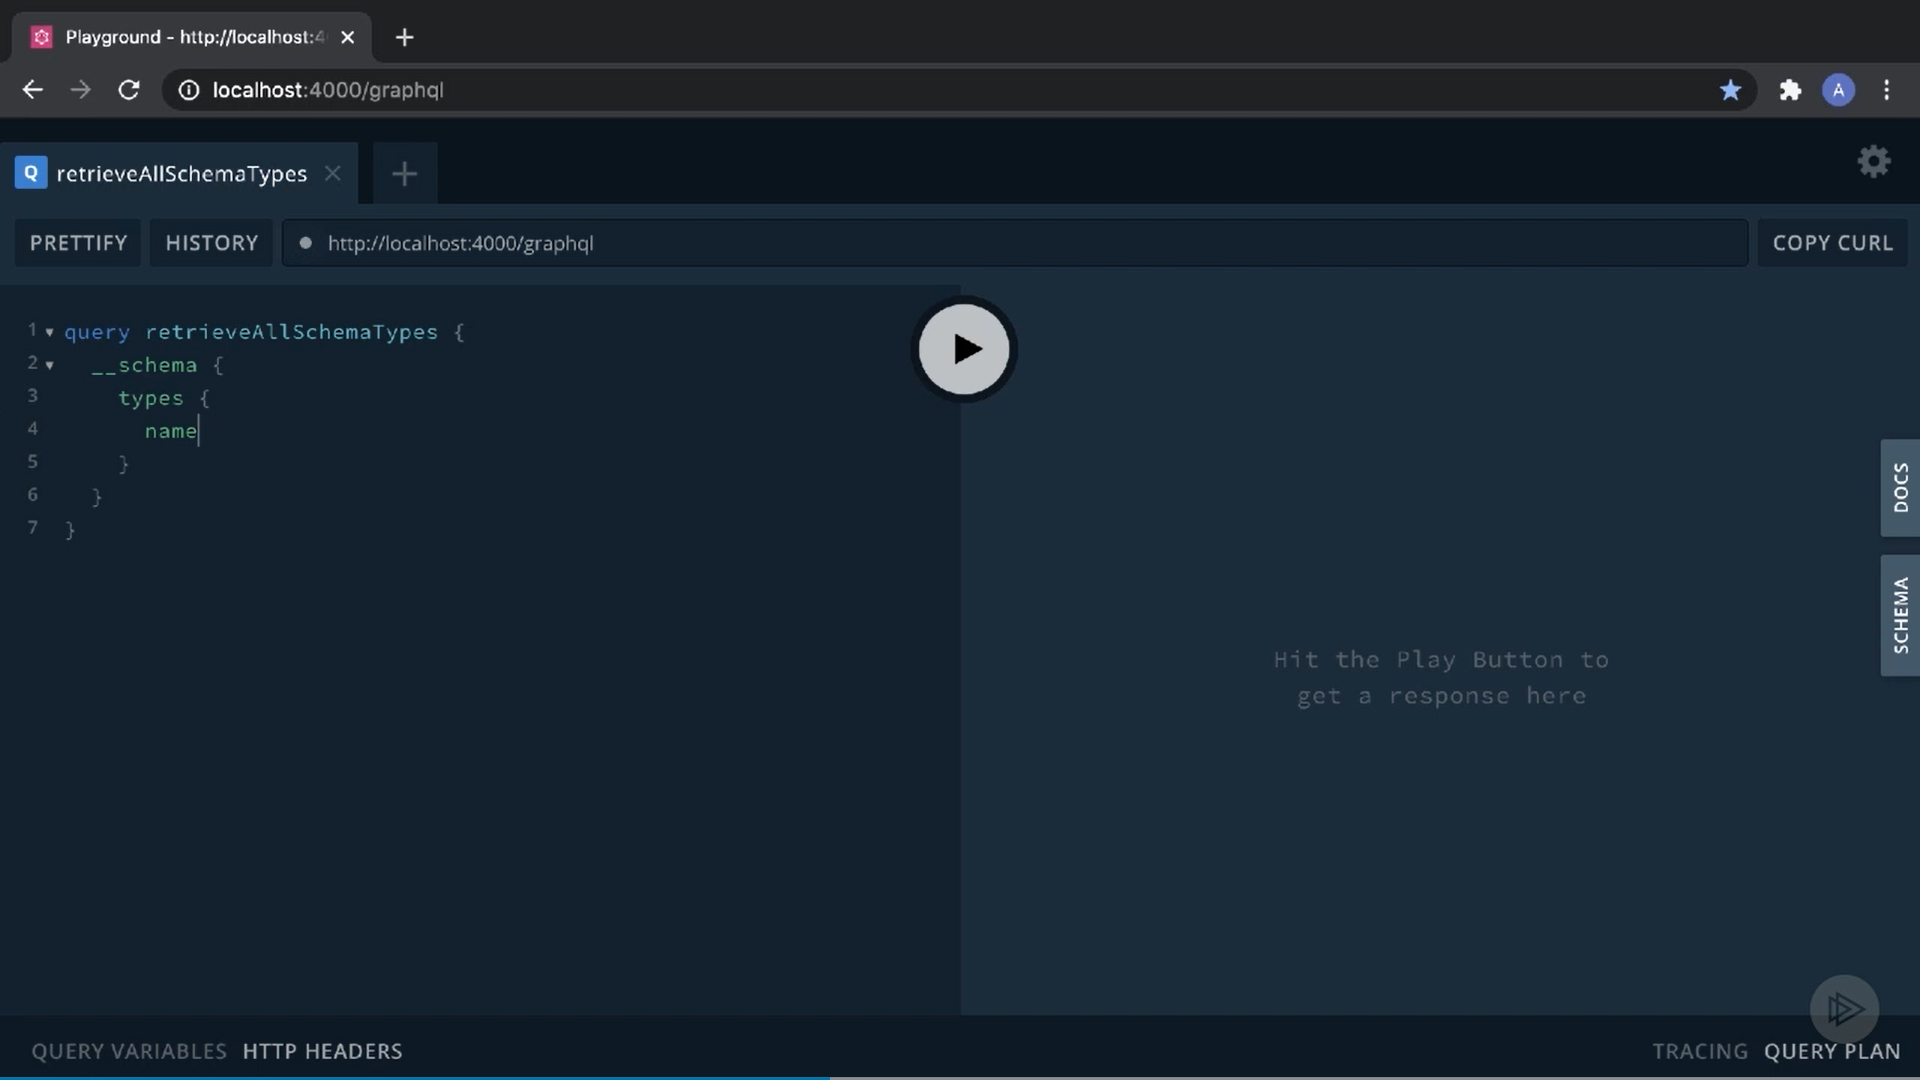 Playground - http://localhost:4
localhost:4000/graphql
A
Q retrieveAllSchemaTypes
PRETTIFY HISTORY http://localhost:4000/graphql COPY CURL
1 query retrieveAllSchemaTypes {
2 __schema {
3 types {
4 name
5 }
6 }
7 }
DOCS
SCHEMA
Hit the Play Button to
get a response here
QUERY VARIABLES HTTP HEADERS TRACING QUERY PLAN